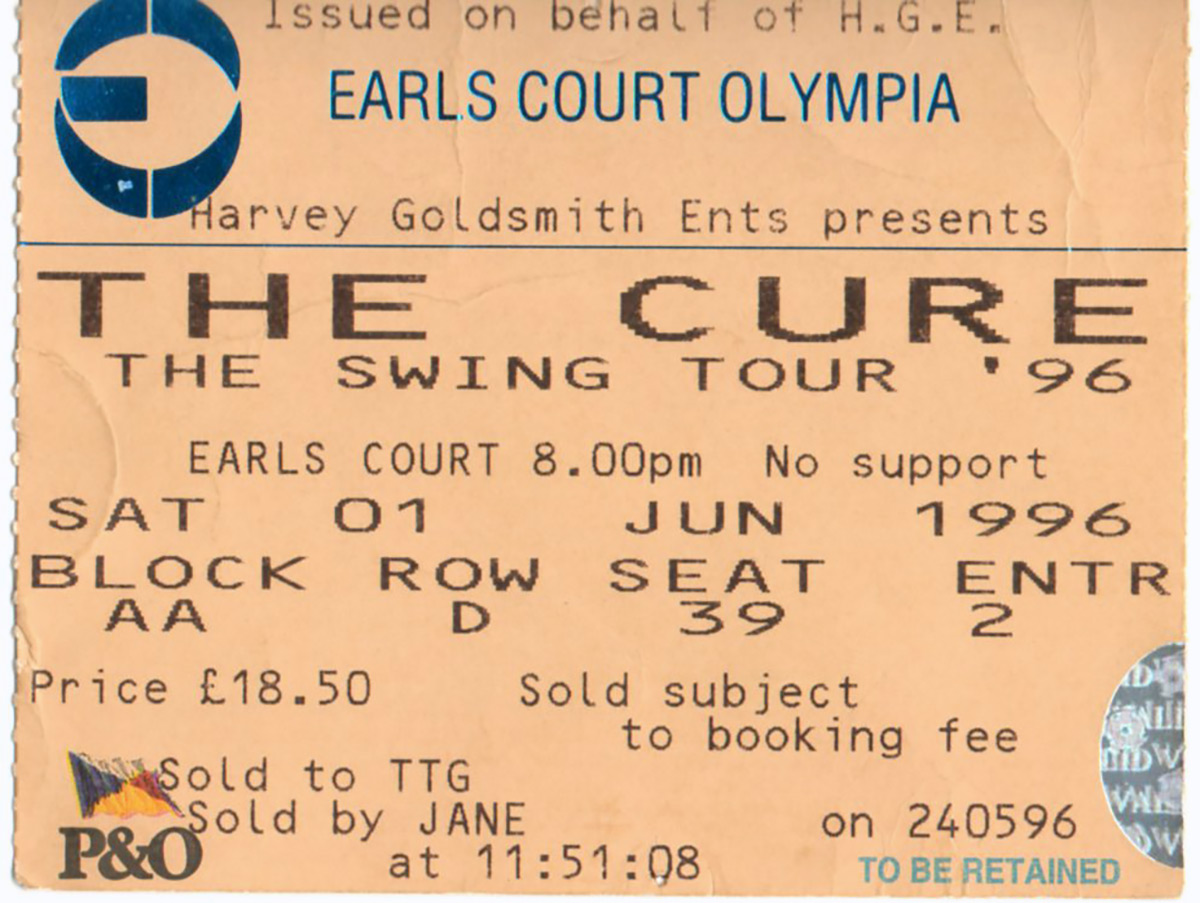 Issued on behalf of H.G.E.
EARLS COURT OLYMPIA
Harvey Goldsmith Ents presents
THE CURE
THE SWING TOUR '96
EARLS COURT 8.00pm No support
SAT 01 JUN 1996
BLOCK ROW SEAT ENTR
AA D 39 2
Price £18.50 Sold subject
to booking fee
Sold to TTG
Sold by JANE on 240596
P&O
at 11:51:08
TO BE RETAINED